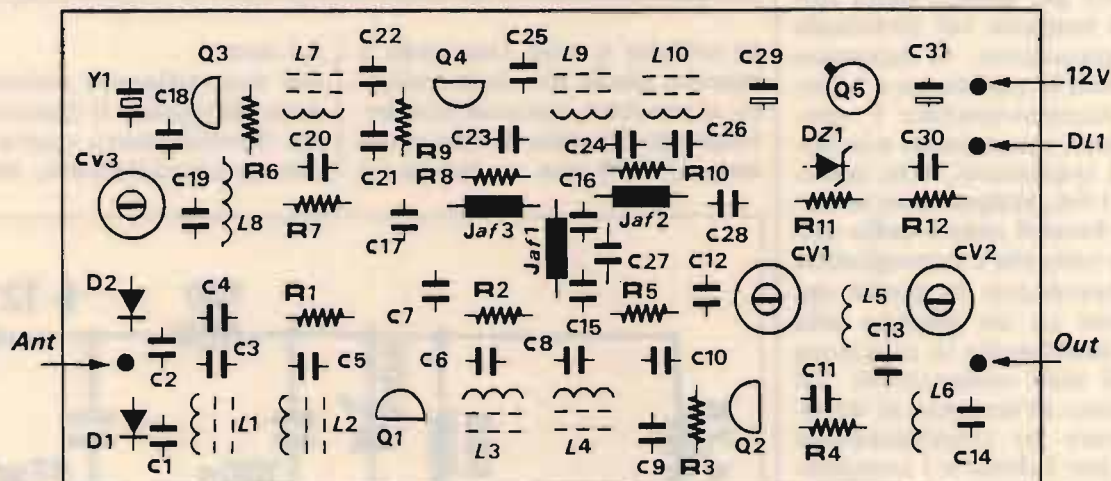 C22 C25
Q3 L7 Q4 L9 L10 C29 C31
Y1 12V
C18 Q5
C20 C23 C24 C26 DZ1 C30 DL1
Cv3 R6 R9
C21 R8 C16 R10
C19 L8 R7 R11 R12
C17 Jaf3 Jaf1 Jaf2 C28
C27 C12 CV1 CV2
D2 C4 R1 R2 R5 L5
C7 C15 C13
Ant Out
C2 C3 C5 C6 C8 C10 C11
L6
D1 L1 L2 Q1 L3 L4 Q2
C1 C9 R3 R4 C14